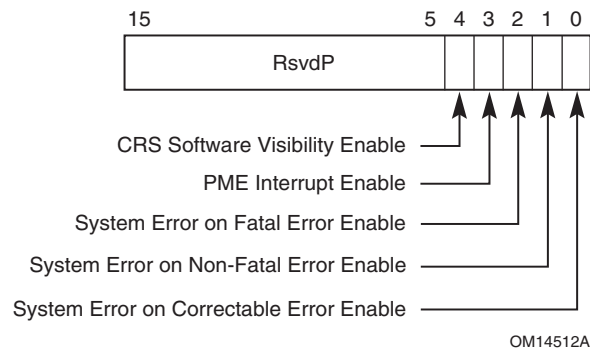 15 5 4 3 2 1 0
RsvdP
CRS Software Visibility Enable
PME Interrupt Enable
System Error on Fatal Error Enable
System Error on Non-Fatal Error Enable
System Error on Correctable Error Enable
OM14512A